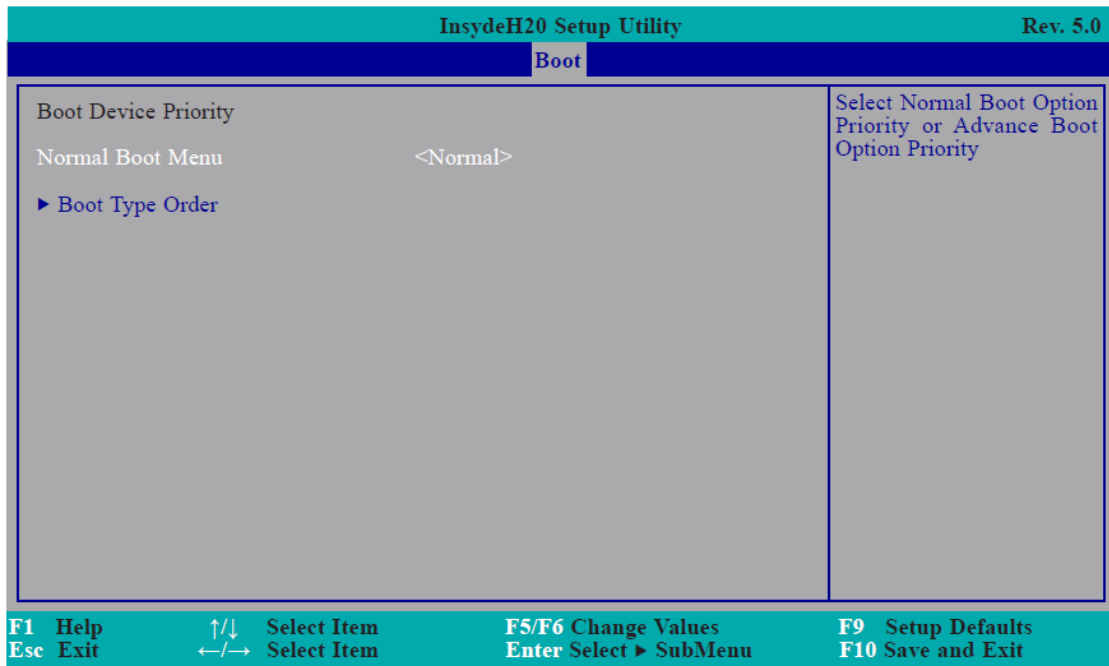 InsydeH20 Setup Utility Rev. 5.0
Boot
Boot Device Priority
Normal Boot Menu <Normal>
▶ Boot Type Order
Select Normal Boot Option
Priority or Advance Boot
Option Priority
F1 Help ↑/↓ Select Item F5/F6 Change Values F9 Setup Defaults
Esc Exit ←/→ Select Item Enter Select ▶ SubMenu F10 Save and Exit